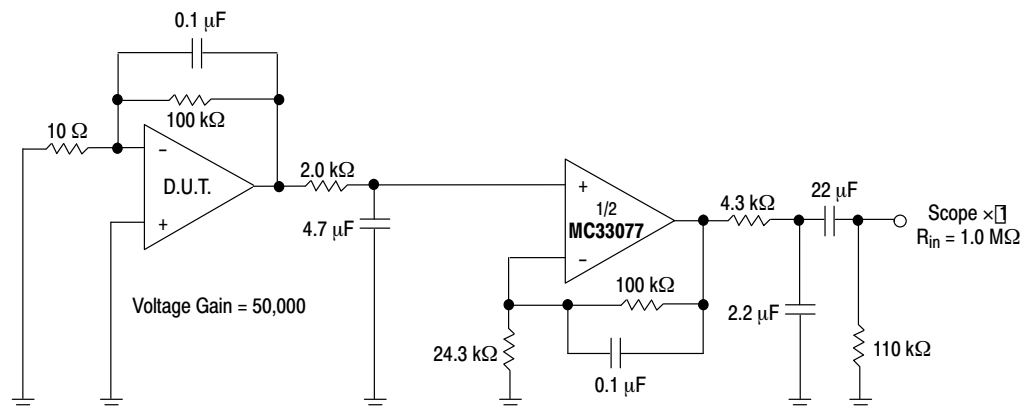 0.1 µF
100 kΩ
10 Ω
D.U.T.
2.0 kΩ
4.7 µF
Voltage Gain = 50,000
1/2
MC33077
100 kΩ
24.3 kΩ
0.1 µF
4.3 kΩ
22 µF
2.2 µF
110 kΩ
Scope ×1
Rin = 1.0 MΩ